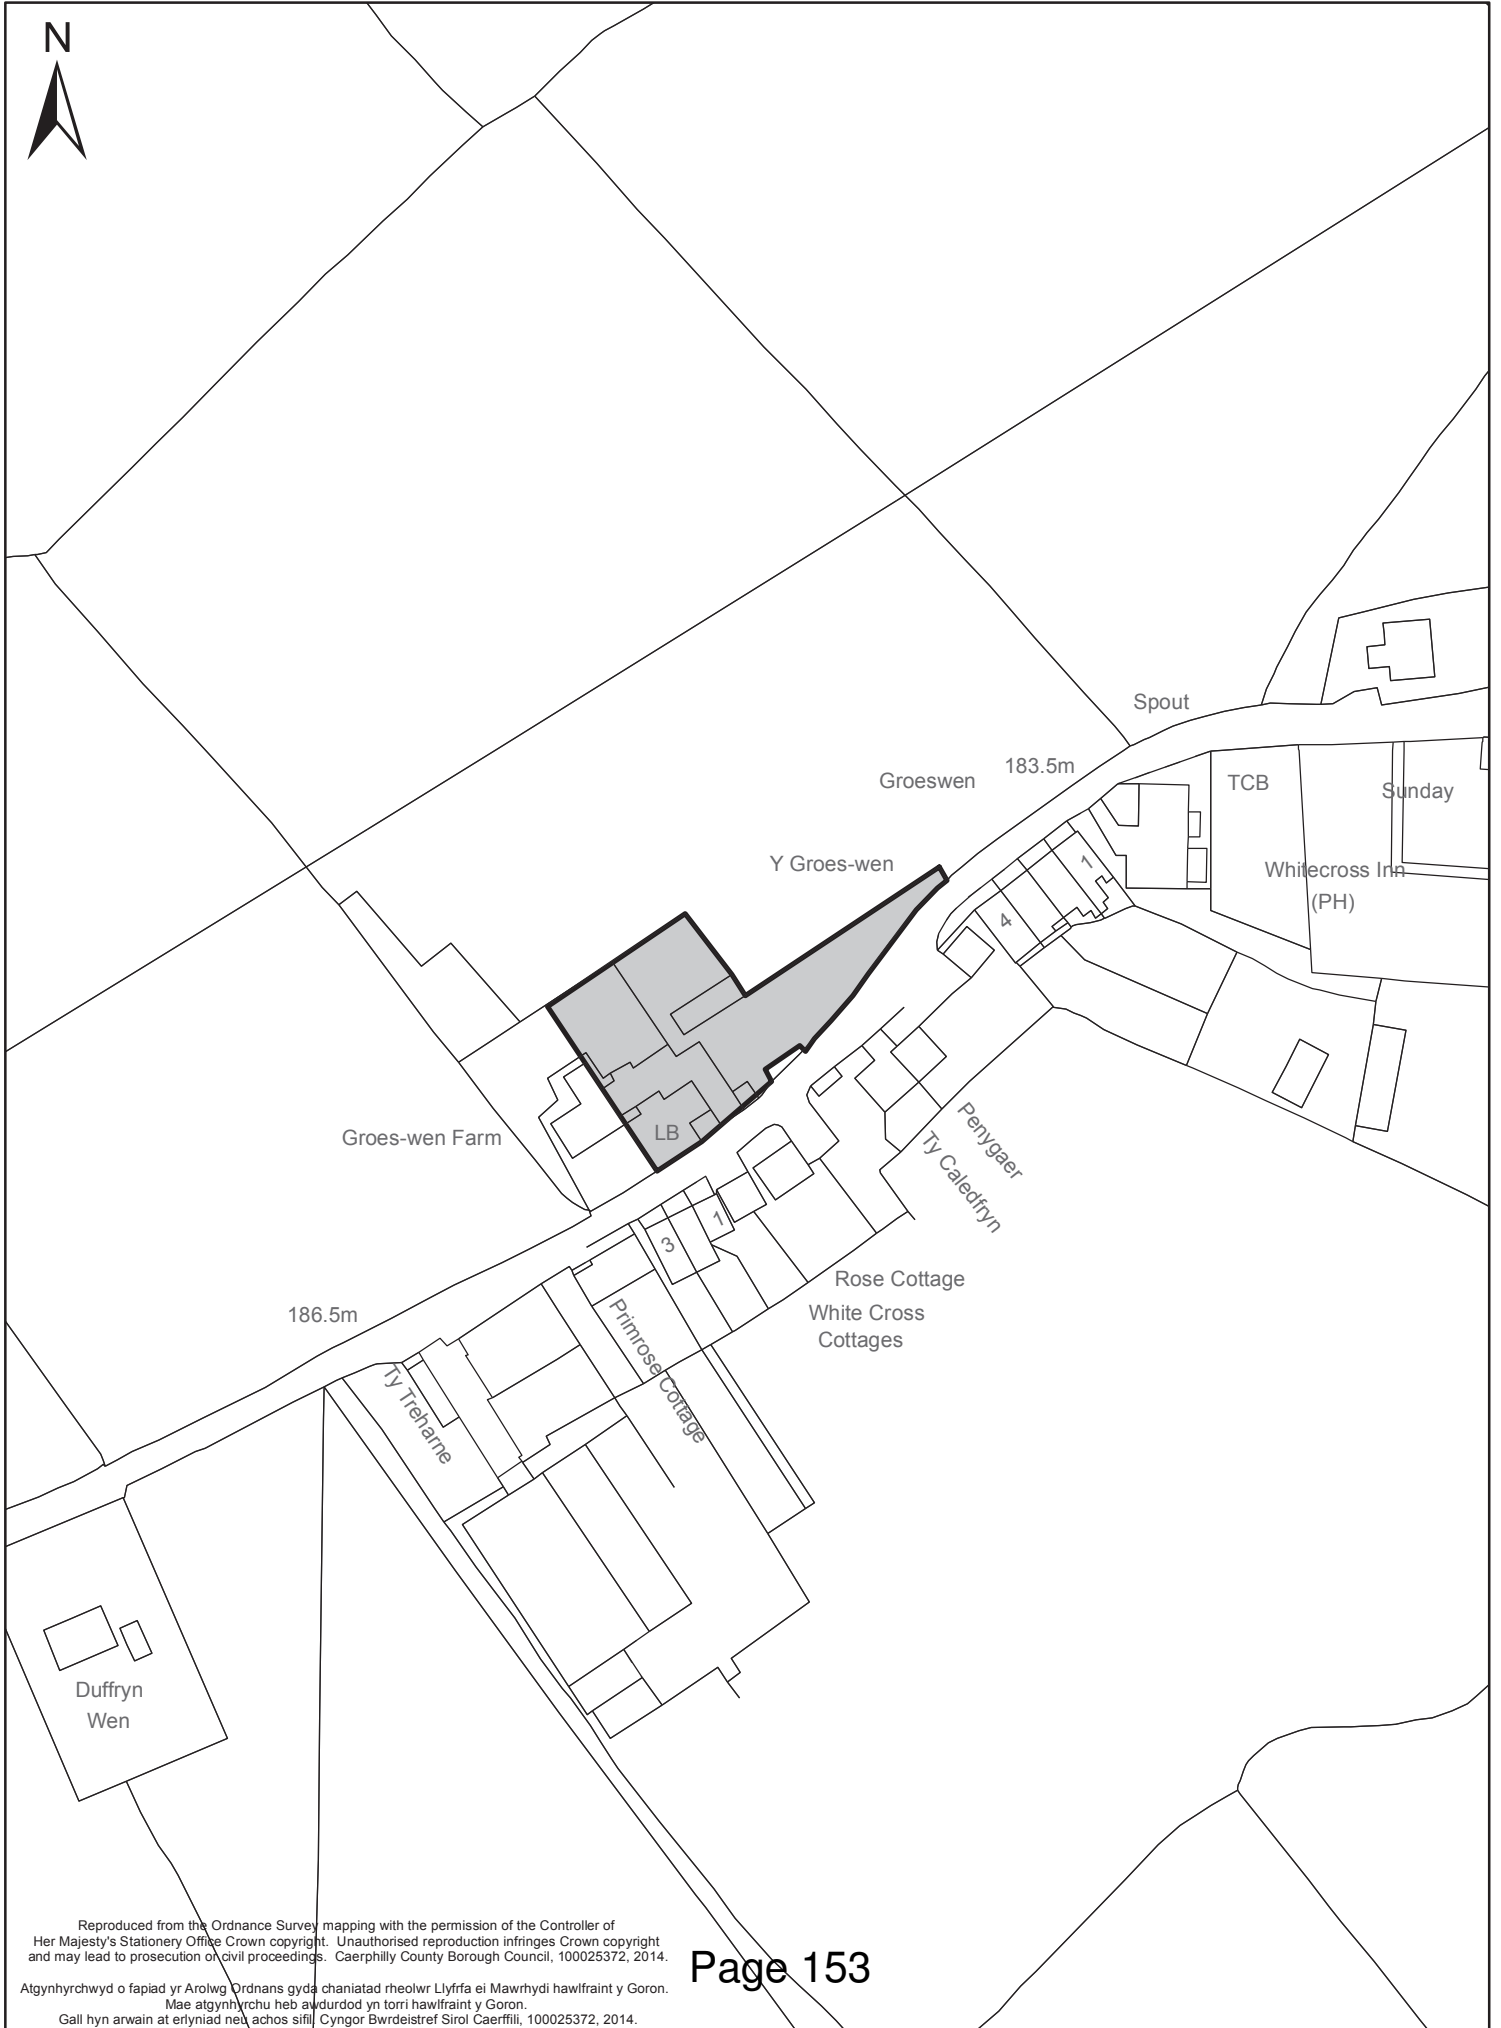 N
Spout
183.5m
Groeswen
TCB
Sunday
Y Groes-wen
1
Whitecross Inn
(PH)
4
Groes-wen Farm
LB
Penygaer
Ty Caledfryn
1
3
Rose Cottage
186.5m
White Cross
Cottages
Primrose Cottage
Ty Treharne
Duffryn
Wen
Reproduced from the Ordnance Survey mapping with the permission of the Controller of
Her Majesty's Stationery Office Crown copyright. Unauthorised reproduction infringes Crown copyright
and may lead to prosecution or civil proceedings. Caerphilly County Borough Council, 100025372, 2014.
Page 153
Atgynhyrchwyd o fapiad yr Arolwg Ordnans gyda chaniatad rheolwr Llyfrfa ei Mawrhydi hawlfraint y Goron.
Mae atgynhyrchu heb awdurdod yn torri hawlfraint y Goron.
Gall hyn arwain at erlyniad neu achos sifil. Cyngor Bwrdeistref Sirol Caerffili, 100025372, 2014.